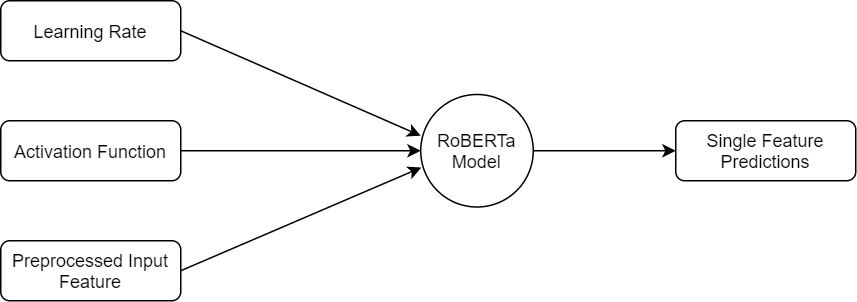 Learning Rate
Activation Function
Preprocessed Input
Feature
RoBERTa
Model
Single Feature
Predictions